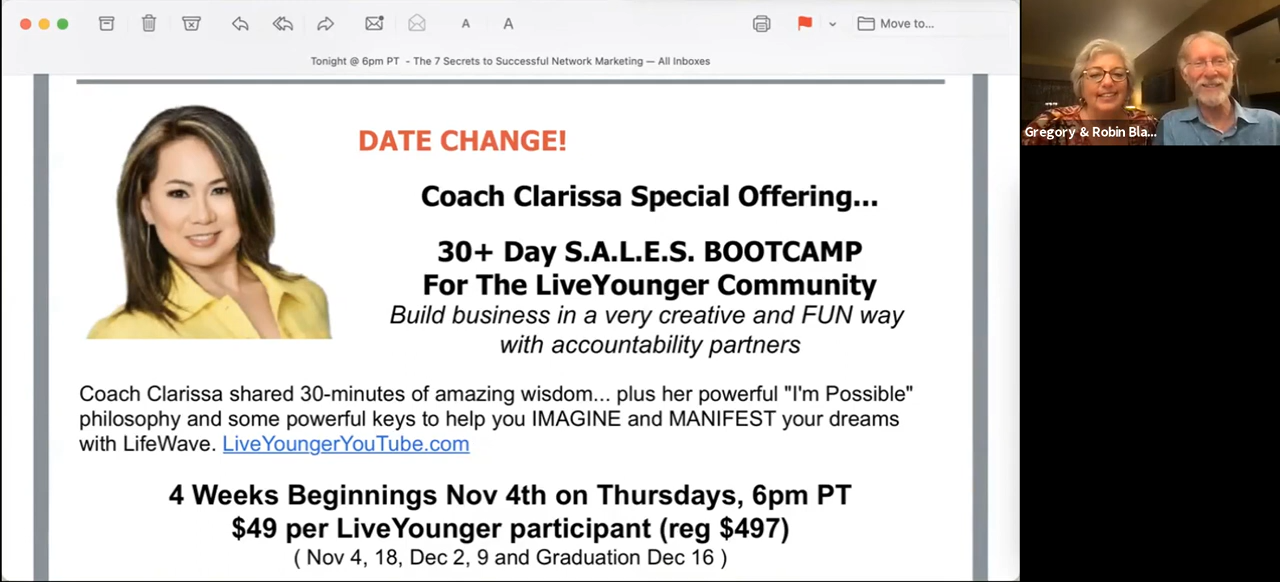 A
A
Move to...
Tonight @ 6pm PT - The 7 Secrets to Successful Network Marketing — All Inboxes
Gregory & Robin Bla...
DATE CHANGE!
Coach Clarissa Special Offering...
30+ Day S.A.L.E.S. BOOTCAMP
For The LiveYounger Community
Build business in a very creative and FUN way
with accountability partners
Coach Clarissa shared 30-minutes of amazing wisdom... plus her powerful "I'm Possible"
philosophy and some powerful keys to help you IMAGINE and MANIFEST your dreams
with LifeWave. LiveYoungerYouTube.com
4 Weeks Beginnings Nov 4th on Thursdays, 6pm PT
$49 per LiveYounger participant (reg $497)
( Nov 4, 18, Dec 2, 9 and Graduation Dec 16 )